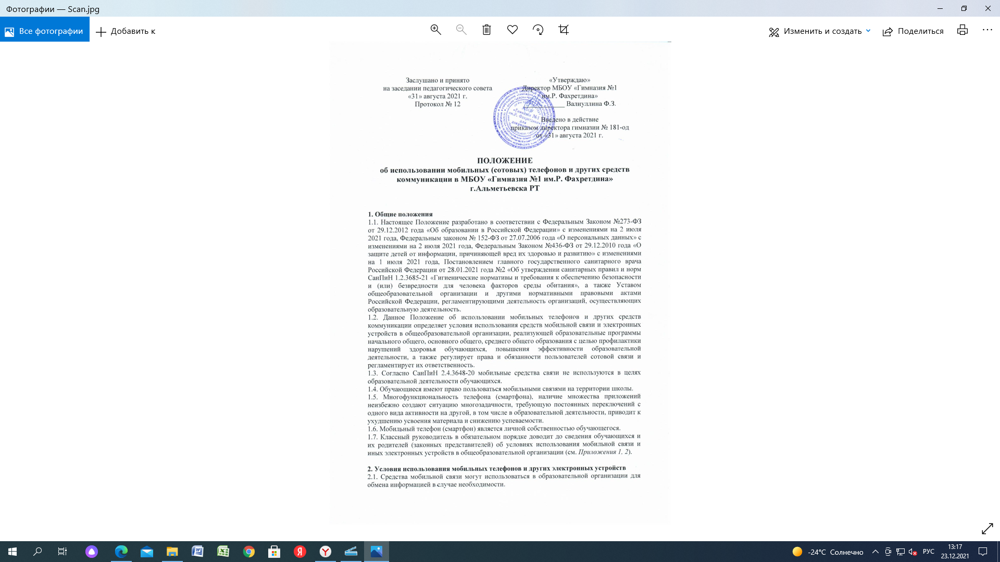 Фотографии — Scan.jpg
Все фотографии
Добавить к
Изменить и создать
Поделиться
Заслушано и принято
на заседании педагогического совета
«31» августа 2021 г.
Протокол № 12
«Утверждаю»
Директор МБОУ «Гимназия №1
им.Р. Фахретдина»
______________ Валиуллина Ф.З.
Введено в действие
приказом директора гимназии № 181-од
от «31» августа 2021 г.
МБОУ
«Гимназия №1
им.Р. Фахретдина»
для
ПОЛОЖЕНИЕ
об использовании мобильных (сотовых) телефонов и других средств
коммуникации в МБОУ «Гимназия №1 им.Р. Фахретдина»
г.Альметьевска РТ
1. Общие положения
1.1. Настоящее Положение разработано в соответствии с Федеральным Законом №273-ФЗ
от 29.12.2012 года «Об образовании в Российской Федерации» с изменениями на 2 июля
2021 года, Федеральным законом № 152-ФЗ от 27.07.2006 года «О персональных данных» с
изменениями на 2 июля 2021 года, Федеральным Законом №436-ФЗ от 29.12.2010 года «О
защите детей от информации, причиняющей вред их здоровью и развитию» с изменениями
на 1 июля 2021 года, Постановлением главного государственного санитарного врача
Российской Федерации от 28.01.2021 года №2 «Об утверждении санитарных правил и норм
СанПиН 1.2.3685-21 «Гигиенические нормативы и требования к обеспечению безопасности
и (или) безвредности для человека факторов среды обитания», а также Уставом
общеобразовательной организации и другими нормативными правовыми актами
Российской Федерации, регламентирующими деятельность организаций, осуществляющих
образовательную деятельность.
1.2. Данное Положение об использовании мобильных телефонов и других средств
коммуникации определяет условия использования средств мобильной связи и электронных
устройств в общеобразовательной организации, реализующей образовательные программы
начального общего, основного общего, среднего общего образования с целью профилактики
нарушений здоровья обучающихся, повышения эффективности образовательной
деятельности, а также регулирует права и обязанности пользователей сотовой связи и
регламентирует их ответственность.
1.3. Согласно СанПиН 2.4.3648-20 мобильные средства связи не используются в целях
образовательной деятельности обучающихся.
1.4. Обучающиеся имеют право пользоваться мобильными связями на территории школы.
1.5. Многофункциональность телефона (смартфона), наличие множества приложений
неизбежно создают ситуацию многозадачности, требующую постоянных переключений с
одного вида активности на другой, в том числе в образовательной деятельности, приводит к
ухудшению усвоения материала и снижению успеваемости.
1.6. Мобильный телефон (смартфон) является личной собственностью обучающегося.
1.7. Классный руководитель в обязательном порядке доводит до сведения обучающихся и
их родителей (законных представителей) об условиях использования мобильной связи и
иных электронных устройств в общеобразовательной организации (см. Приложения 1, 2).
2. Условия использования мобильных телефонов и других электронных устройств
2.1. Средства мобильной связи могут использоваться в образовательной организации для
обмена информацией в случае необходимости.
-24°C Солнечно
РУС
13:17
23.12.2021